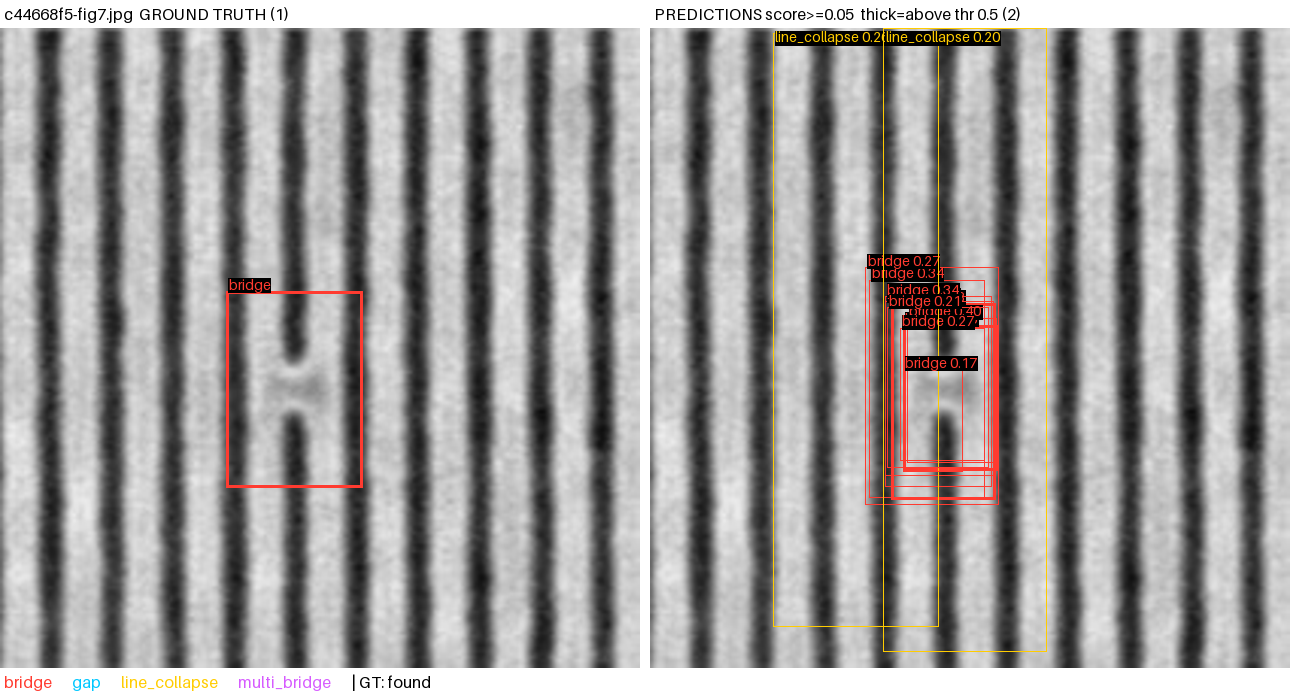 c44668f5-fig7.jpg GROUND TRUTH (1)
PREDICTIONS score>=0.05 thick=above thr 0.5 (2)
line_collapse 0.2
line_collapse 0.20
bridge
bridge 0.27
bridge 0.34
bridge 0.34
bridge 0.21
bridge 0.40
bridge 0.27
bridge 0.17
bridge gap line_collapse multi_bridge | GT: found